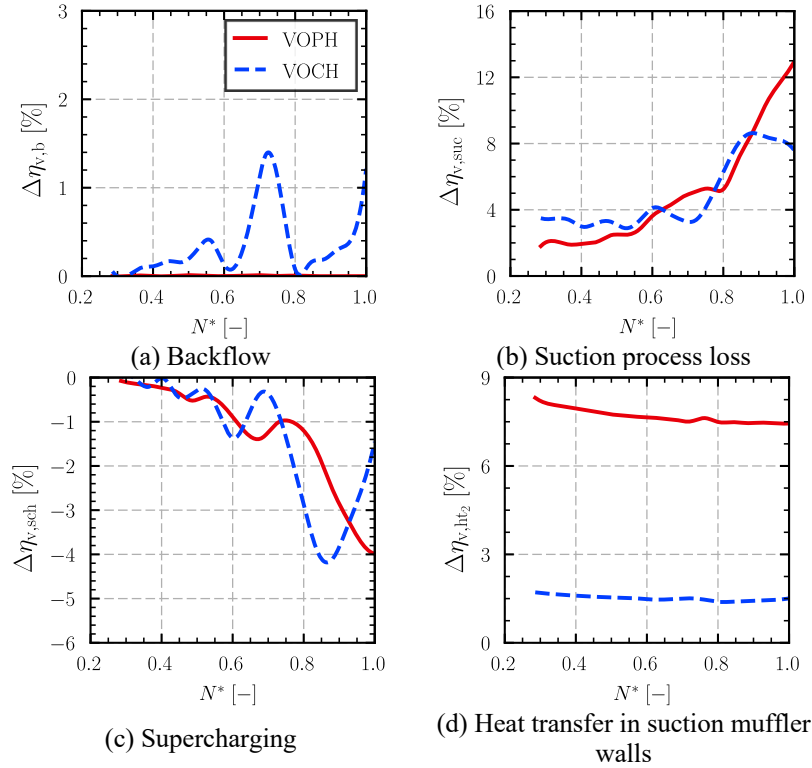 3
2
1
0
Δη_v,b [%]
VOPH
VOCH
0.2 0.4 0.6 0.8 1.0
N* [−]
(a) Backflow
16
12
8
4
0
Δη_v,suc [%]
0.2 0.4 0.6 0.8 1.0
N* [−]
(b) Suction process loss
0
−1
−2
−3
−4
−5
−6
Δη_v,sch [%]
0.2 0.4 0.6 0.8 1.0
N* [−]
(c) Supercharging
9
6
3
0
Δη_v,ht₂ [%]
0.2 0.4 0.6 0.8 1.0
N* [−]
(d) Heat transfer in suction muffler
walls